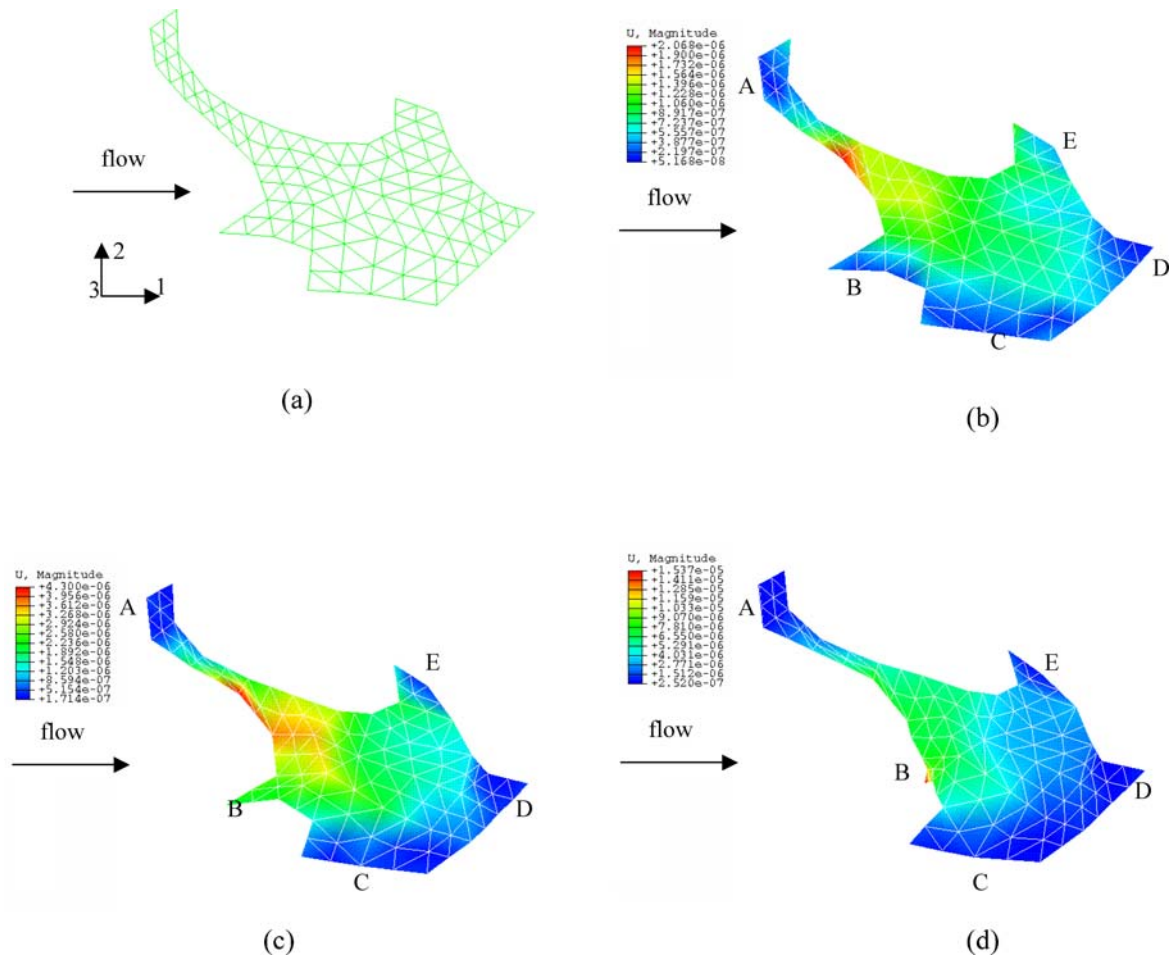 flow
2
3
1
(a)
U, Magnitude
+2.068e-06
+1.900e-06
+1.732e-06
+1.564e-06
+1.396e-06
+1.228e-06
+1.060e-06
+8.917e-07
+7.237e-07
+5.557e-07
+3.877e-07
+2.197e-07
+5.168e-08
flow
A
E
B
D
C
(b)
U, Magnitude
+4.300e-06
+3.956e-06
+3.612e-06
+3.268e-06
+2.924e-06
+2.580e-06
+2.236e-06
+1.892e-06
+1.548e-06
+1.203e-06
+8.594e-07
+5.154e-07
+1.714e-07
flow
A
E
B
D
C
(c)
U, Magnitude
+1.537e-05
+1.411e-05
+1.285e-05
+1.159e-05
+1.033e-05
+9.070e-06
+7.810e-06
+6.550e-06
+5.291e-06
+4.031e-06
+2.771e-06
+1.512e-06
+2.520e-07
flow
A
E
B
D
C
(d)